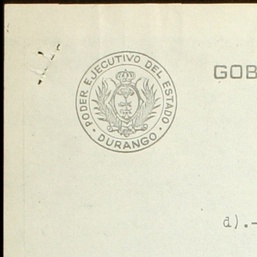 PODER EJECUTIVO DEL ESTADO
• DURANGO •
GOB
d).-